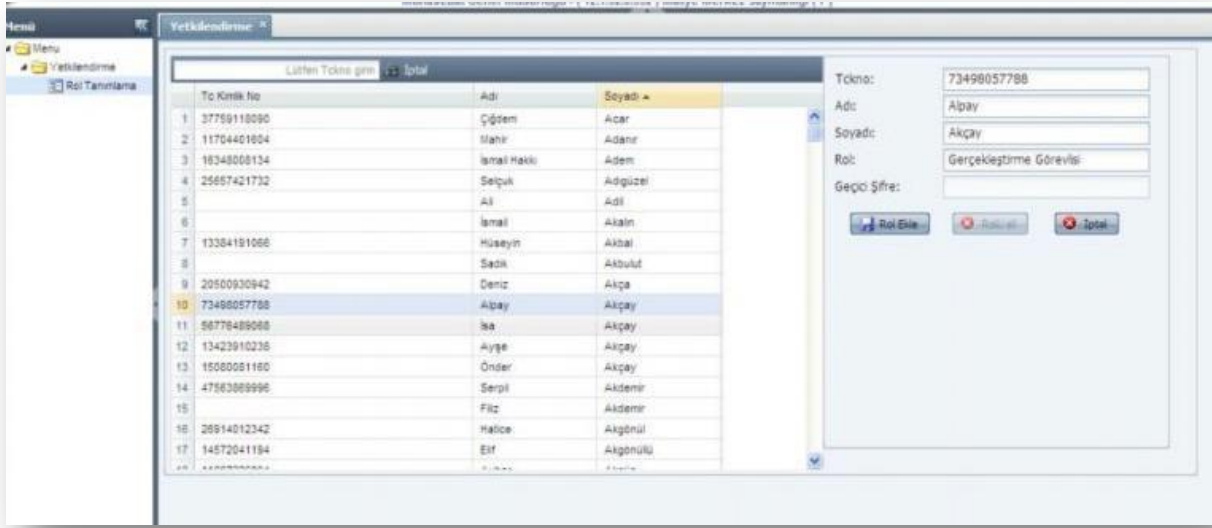 Menü
Yetkilendirme
Menu
Yetkilendirme
Rol Tanımlama
Lütfen Tckno girin İptal
Tc Kimlik No Adı Soyadı
1 37759118090 Çiğdem Acar
2 11704401604 Mahir Adanır
3 16348008134 İsmail Hakkı Adem
4 25657421732 Selçuk Adıgüzel
5 Ali Adil
6 İsmail Akalın
7 13384191066 Hüseyin Akbal
8 Sadık Akbulut
9 20500930942 Deniz Akça
10 73498057788 Alpay Akçay
11 56776489068 İsa Akçay
12 13423910236 Ayşe Akçay
13 15080081160 Önder Akçay
14 47563869996 Serpil Akdemir
15 Filiz Akdemir
16 26914012342 Hatice Akgönül
17 14572041194 Elif Akgönüllü
Tckno: 73498057788
Adı: Alpay
Soyadı: Akçay
Rol: Gerçekleştirme Görevlisi
Geçici Şifre:
Rol Ekle
İptal